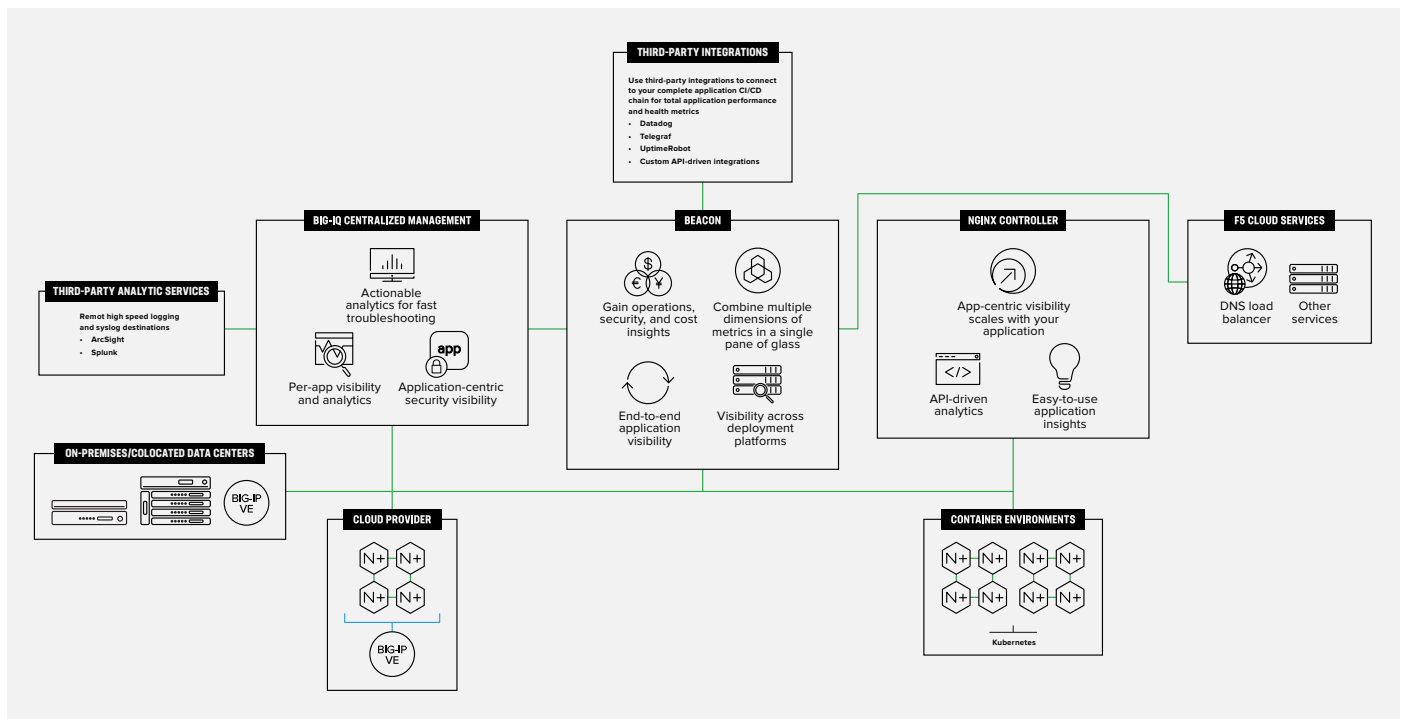 THIRD-PARTY INTEGRATIONS
Use third-party integrations to connect
to your complete application CI/CD
chain for total application performance
and health metrics
• Datadog
• Telegraf
• UptimeRobot
• Custom API-driven integrations
BIG-IQ CENTRALIZED MANAGEMENT
Actionable
analytics for fast
troubleshooting
Per-app visibility
and analytics
app
Application-centric
security visibility
BEACON
$
€
¥
Gain operations,
security, and cost
insights
Combine multiple
dimensions of
metrics in a single
pane of glass
End-to-end
application
visibility
Visibility across
deployment
platforms
NGINX CONTROLLER
App-centric visibility
scales with your
application
</>
API-driven
analytics
Easy-to-use
application
insights
F5 CLOUD SERVICES
DNS load
balancer
Other
services
THIRD-PARTY ANALYTIC SERVICES
Remot high speed logging
and syslog destinations
• ArcSight
• Splunk
ON-PREMISES/COLOCATED DATA CENTERS
BIG-IP
VE
CLOUD PROVIDER
N+ N+
N+ N+
BIG-IP
VE
CONTAINER ENVIRONMENTS
N+ N+ N+ N+
N+ N+ N+ N+
Kubernetes